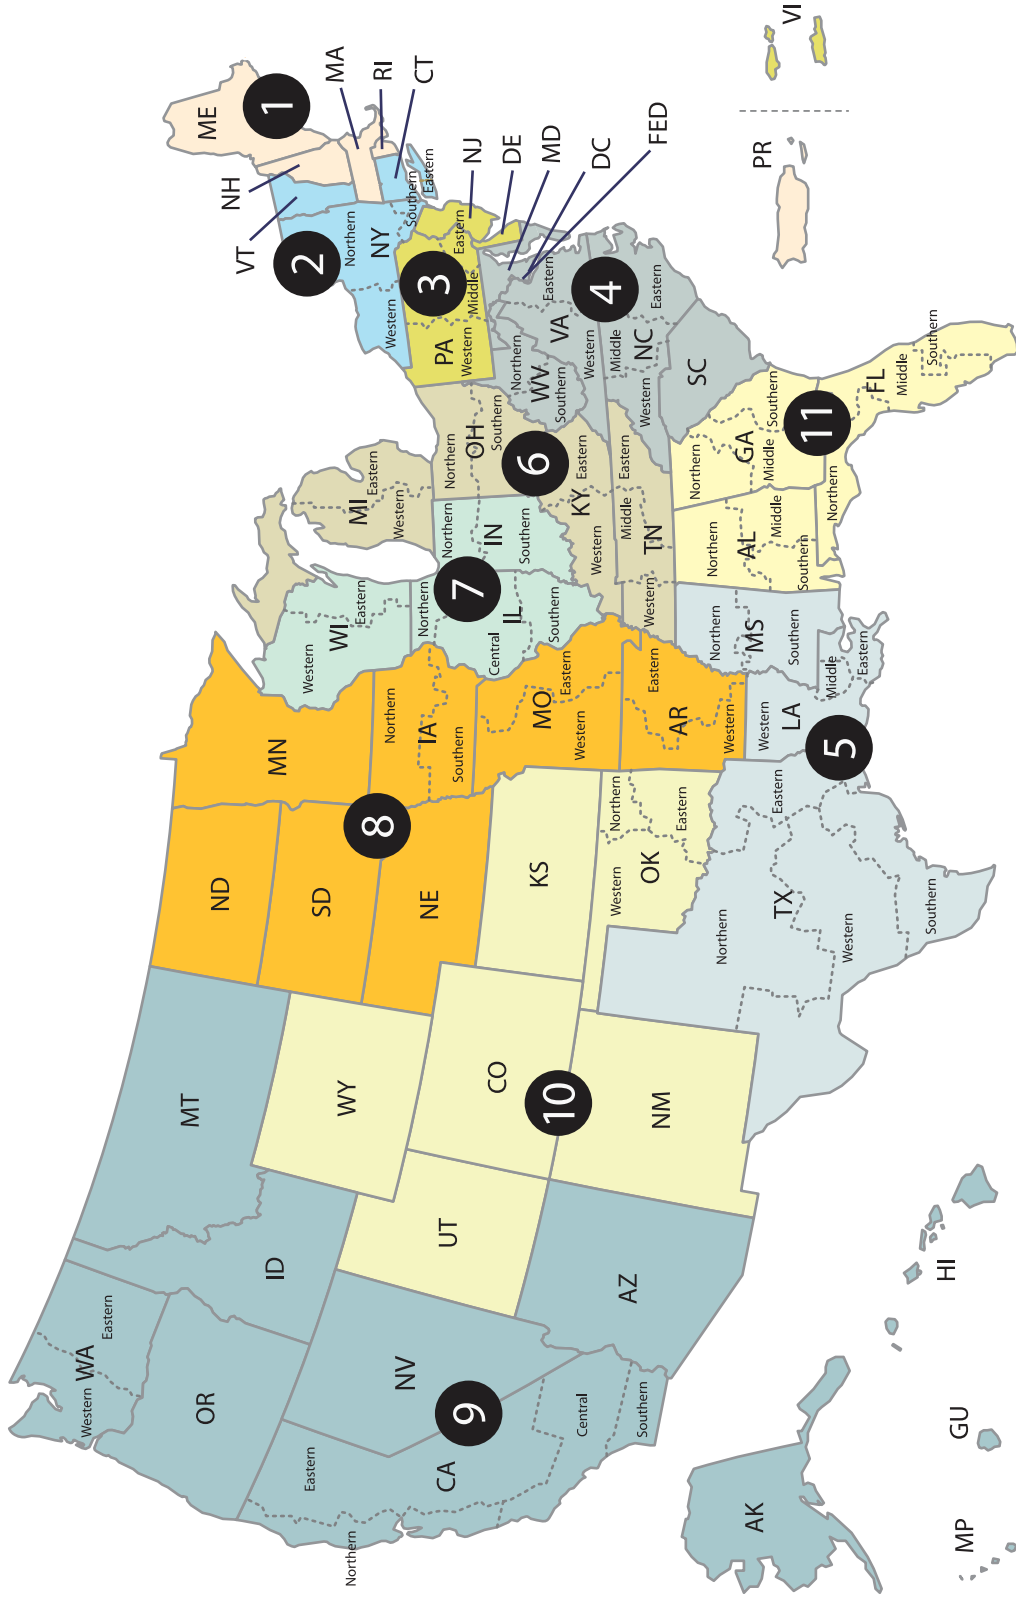 WA
Western
Eastern
OR
ID
MT
ND
SD
NE
MN
8
WY
NV
UT
CO
KS
10
9
CA
Northern
Eastern
Central
Southern
AZ
NM
OK
Western
Northern
Eastern
TX
Northern
Eastern
Western
Southern
IA
Northern
Southern
MO
Eastern
Western
AR
Eastern
Western
LA
Western
Middle
Eastern
5
MS
Northern
Southern
WI
Western
Eastern
MI
Western
Eastern
7
IL
Northern
Central
Southern
IN
Northern
Southern
OH
Northern
Southern
6
KY
Eastern
Western
TN
Western
Middle
Eastern
AL
Northern
Middle
Southern
GA
Northern
Middle
Southern
11
FL
Northern
Middle
Southern
SC
NC
Western
Middle
Eastern
4
VA
Western
Eastern
WV
Northern
Southern
PA
Western
Middle
Eastern
3
NY
Western
Northern
Southern
Eastern
2
VT
NH
ME
1
MA
RI
CT
NJ
DE
MD
DC
FED
PR
VI
AK
HI
GU
MP